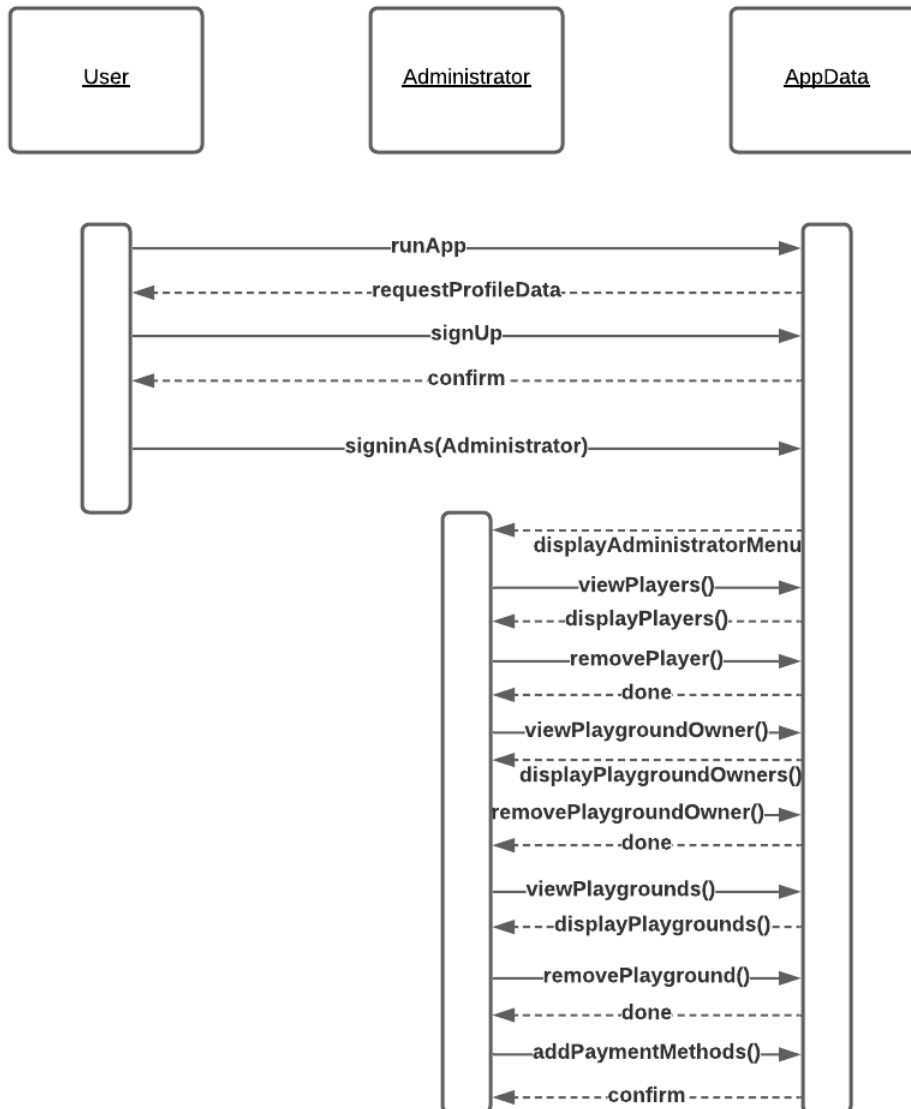 User
Administrator
AppData
runApp
requestProfileData
signUp
confirm
signinAs(Administrator)
displayAdministratorMenu
viewPlayers()
displayPlayers()
removePlayer()
done
viewPlaygroundOwner()
displayPlaygroundOwners()
removePlaygroundOwner()
done
viewPlaygrounds()
displayPlaygrounds()
removePlayground()
done
addPaymentMethods()
confirm